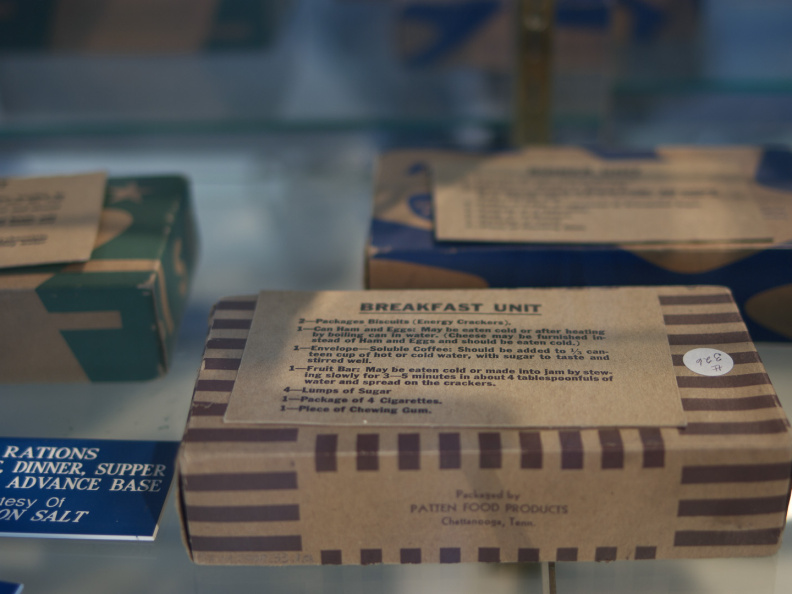 BREAKFAST UNIT
2—Packages Biscuits (Energy Crackers).
1—Can Ham and Eggs: May be eaten cold or after heating
by boiling can in water. (Cheese may be furnished in-
stead of Ham and Eggs and should be eaten cold.)
1—Envelope—Soluble Coffee: Should be added to ⅓ can-
teen cup of hot or cold water, with sugar to taste and
stirred well.
1—Fruit Bar: May be eaten cold or made into jam by stew-
ing slowly for 3—5 minutes in about 4 tablespoonfuls of
water and spread on the crackers.
4—Lumps of Sugar
1—Package of 4 Cigarettes.
1—Piece of Chewing Gum.
Packaged by
PATTEN FOOD PRODUCTS
Chattanooga, Tenn.
RATIONS
, DINNER, SUPPER
ADVANCE BASE
tesy Of
ON SALT